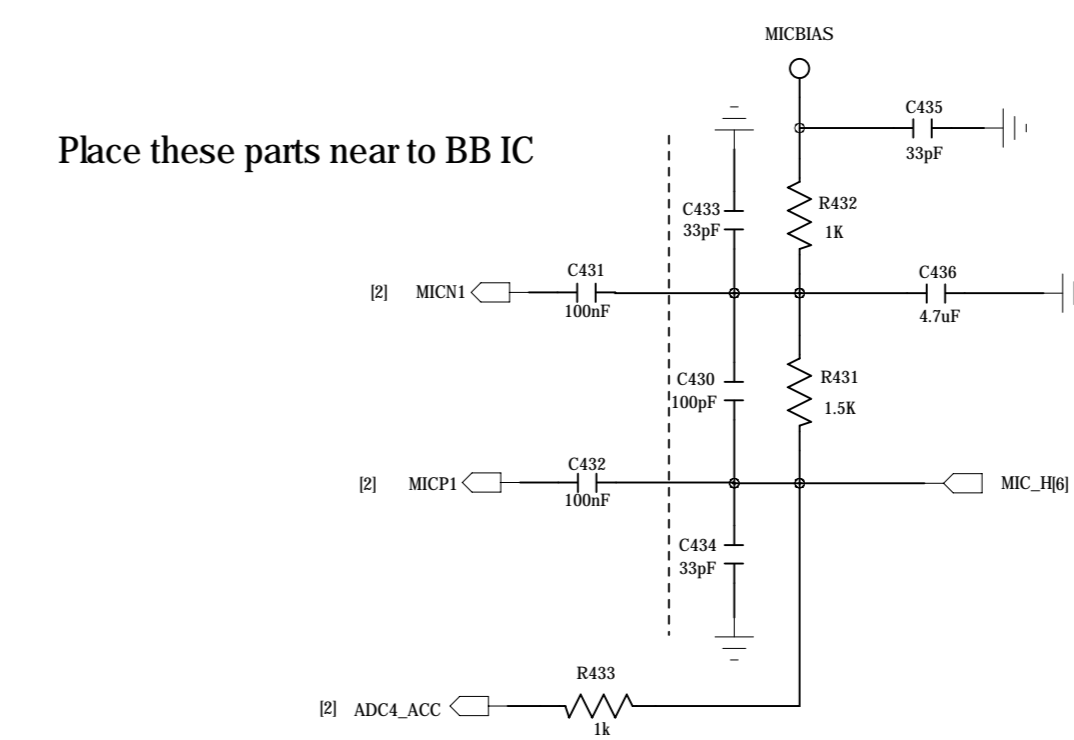 MICBIAS
C435
33pF
Place these parts near to BB IC
C433
33pF
R432
1K
[2] MICN1
C431
100nF
C436
4.7uF
C430
100pF
R431
1.5K
[2] MICP1
C432
100nF
MIC_H[6]
C434
33pF
R433
1k
[2] ADC4_ACC